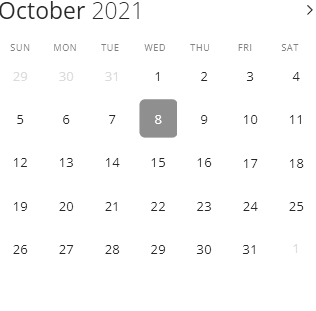 October 2021
SUN MON TUE WED THU FRI SAT
29 30 31 1 2 3 4
5 6 7 8 9 10 11
12 13 14 15 16 17 18
19 20 21 22 23 24 25
26 27 28 29 30 31 1